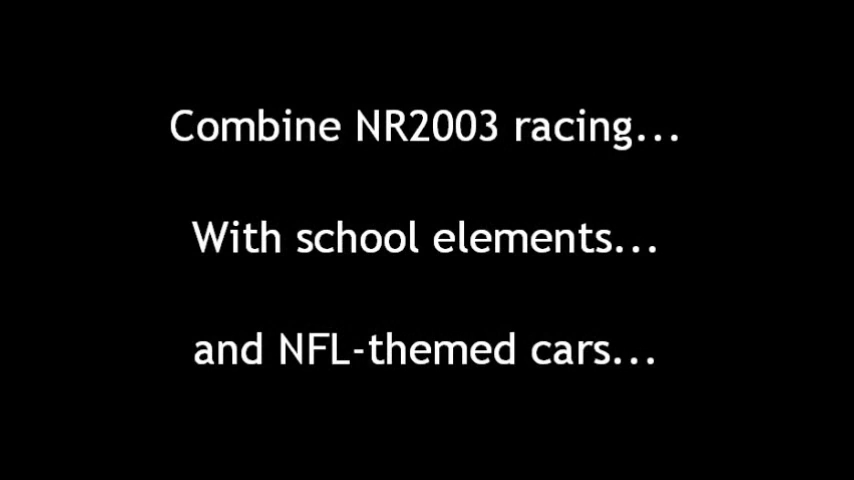 Combine NR2003 racing...
With school elements...
and NFL-themed cars...